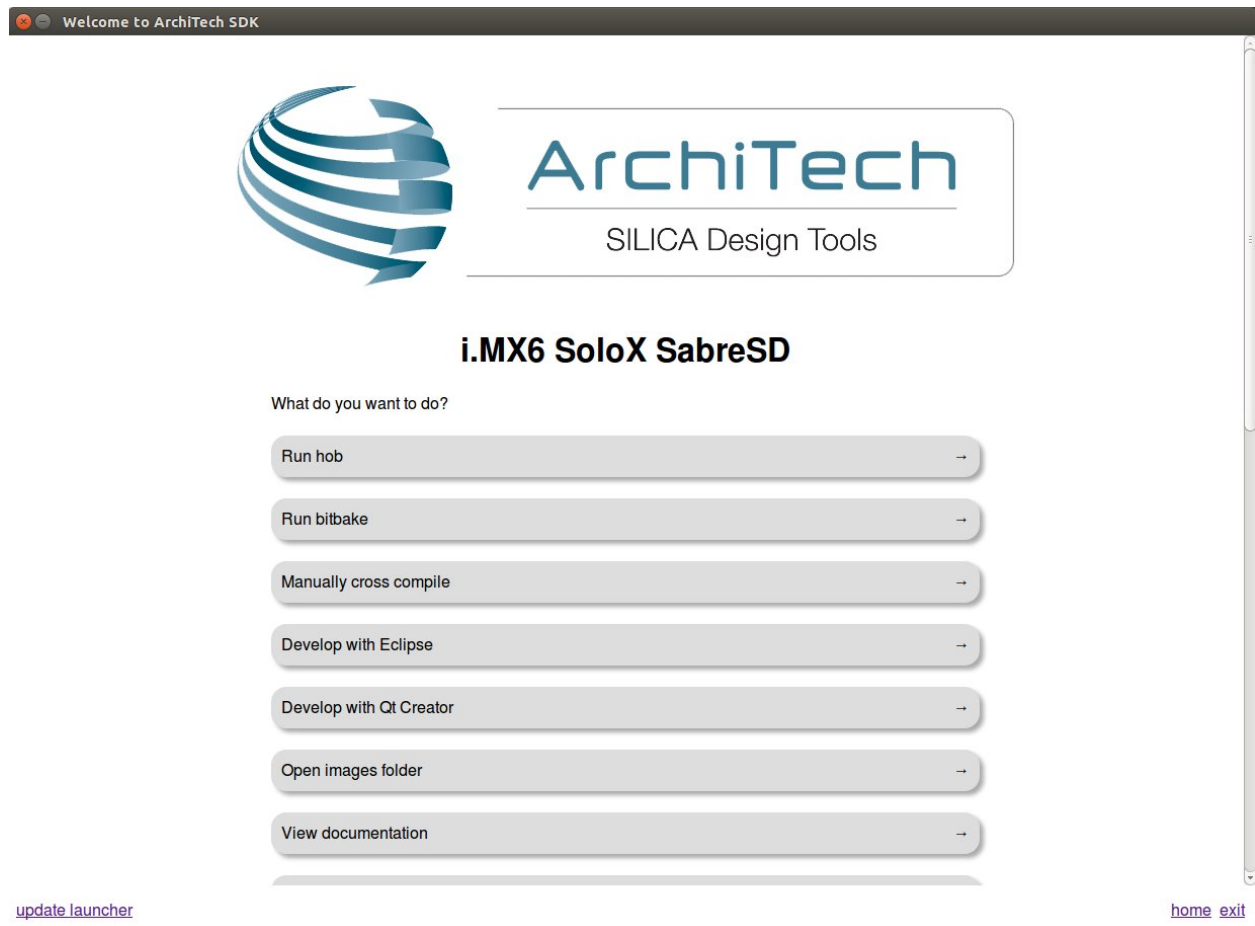 Welcome to ArchiTech SDK
ArchiTech
SILICA Design Tools
i.MX6 SoloX SabreSD
What do you want to do?
Run hob →
Run bitbake →
Manually cross compile →
Develop with Eclipse →
Develop with Qt Creator →
Open images folder →
View documentation →
update launcher home exit